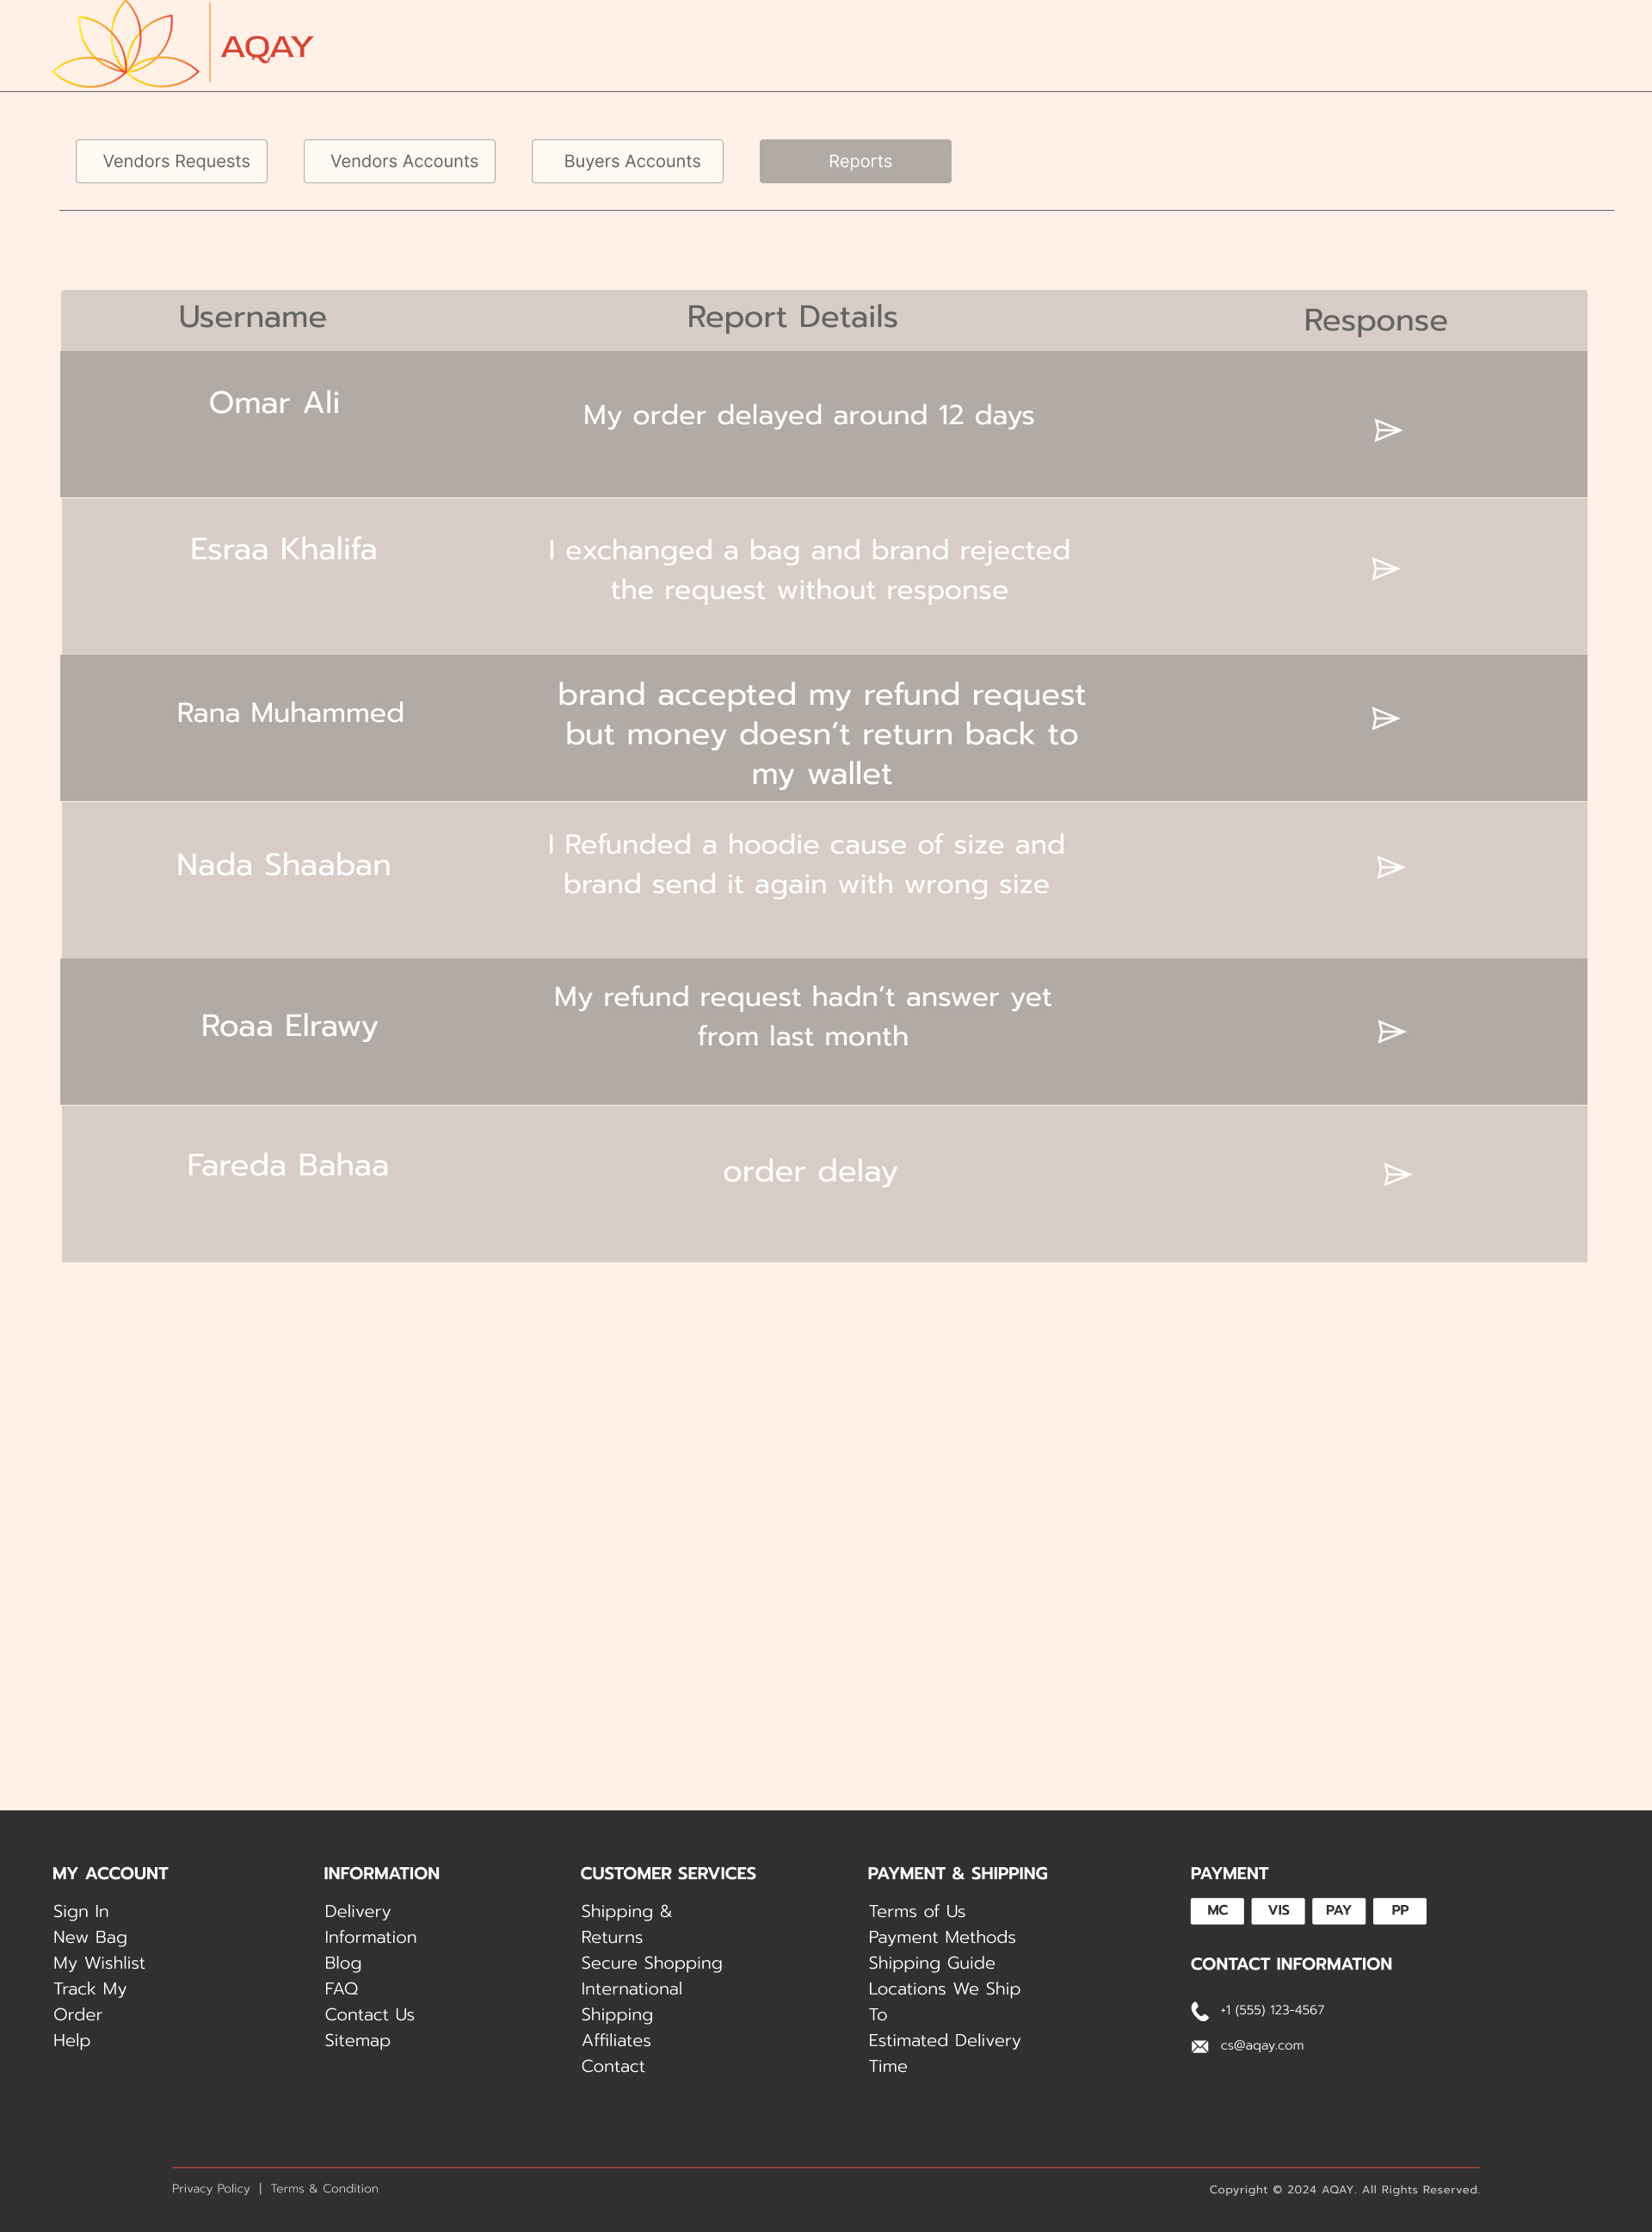 AQAY
Vendors Requests
Vendors Accounts
Buyers Accounts
Reports
Username
Report Details
Response
Omar Ali
My order delayed around 12 days
Esraa Khalifa
I exchanged a bag and brand rejected
the request without response
Rana Muhammed
brand accepted my refund request
but money doesn’t return back to
my wallet
Nada Shaaban
I Refunded a hoodie cause of size and
brand send it again with wrong size
Roaa Elrawy
My refund request hadn’t answer yet
from last month
Fareda Bahaa
order delay
MY ACCOUNT
Sign In
New Bag
My Wishlist
Track My
Order
Help
INFORMATION
Delivery
Information
Blog
FAQ
Contact Us
Sitemap
CUSTOMER SERVICES
Shipping &
Returns
Secure Shopping
International
Shipping
Affiliates
Contact
PAYMENT & SHIPPING
Terms of Us
Payment Methods
Shipping Guide
Locations We Ship
To
Estimated Delivery
Time
PAYMENT
MC
VIS
PAY
PP
CONTACT INFORMATION
+1 (555) 123-4567
cs@aqay.com
Privacy Policy | Terms & Condition
Copyright © 2024 AQAY. All Rights Reserved.